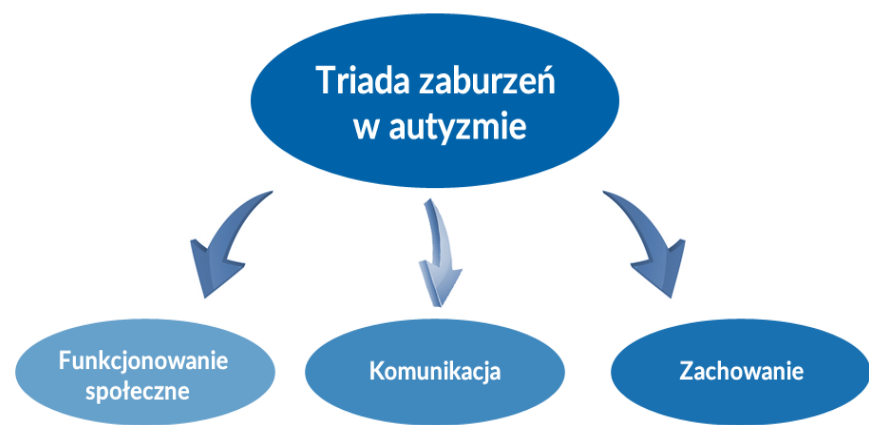 Triada zaburzeń
w autyzmie
Funkcjonowanie
społeczne
Komunikacja
Zachowanie